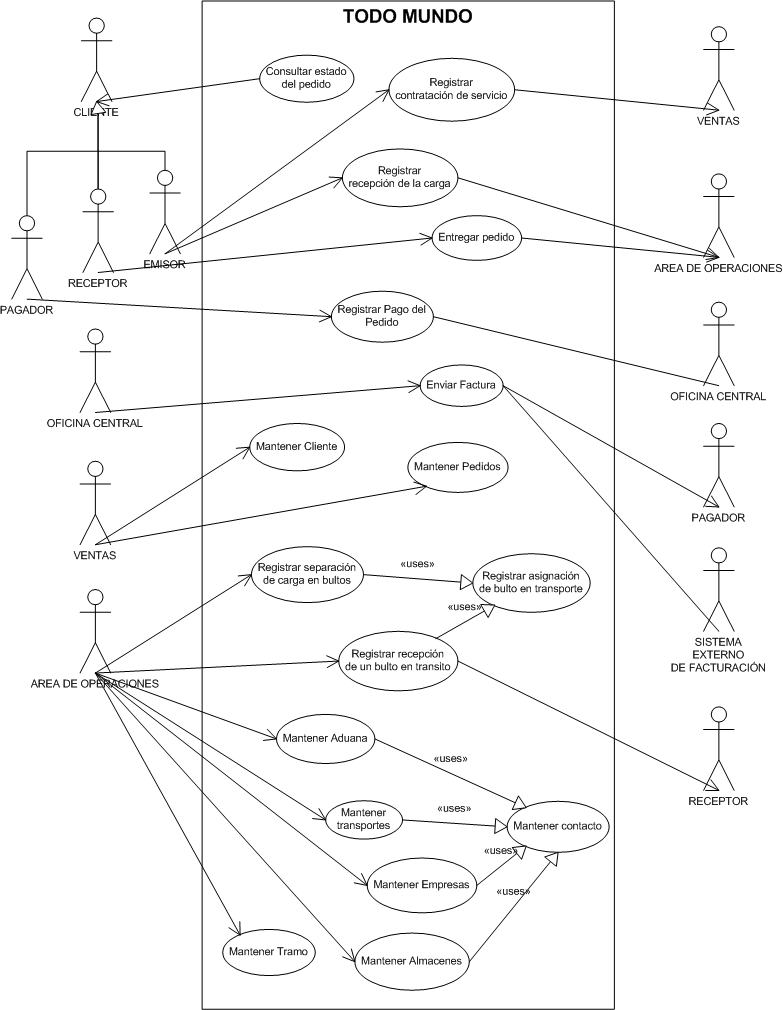 TODO MUNDO
CLIENTE
Consultar estado
del pedido
Registrar
contratación de servicio
VENTAS
Registrar
recepción de la carga
Entregar pedido
AREA DE OPERACIONES
EMISOR
RECEPTOR
PAGADOR
Registrar Pago del
Pedido
OFICINA CENTRAL
OFICINA CENTRAL
Enviar Factura
Mantener Cliente
Mantener Pedidos
PAGADOR
VENTAS
Registrar separación
de carga en bultos
«uses»
Registrar asignación
de bulto en transporte
«uses»
Registrar recepción
de un bulto en transito
SISTEMA
EXTERNO
DE FACTURACIÓN
AREA DE OPERACIONES
Mantener Aduana
«uses»
RECEPTOR
Mantener
transportes
«uses»
Mantener contacto
«uses»
Mantener Empresas
«uses»
Mantener Tramo
Mantener Almacenes